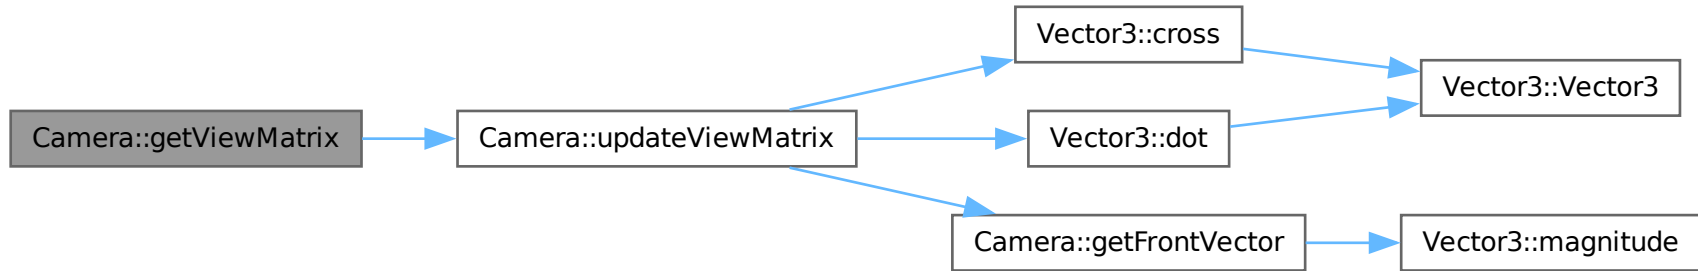 Camera::getViewMatrix
Camera::updateViewMatrix
Vector3::cross
Vector3::dot
Camera::getFrontVector
Vector3::Vector3
Vector3::magnitude